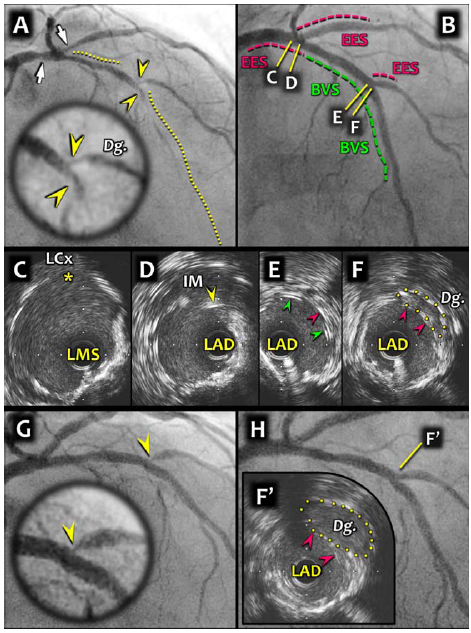 A
Dg.
B
EES
EES
EES
BVS
C
D
E
F
BVS
C
LCx
*
LMS
D
IM
LAD
E
LAD
F
Dg.
LAD
G
H
F'
F'
Dg.
LAD